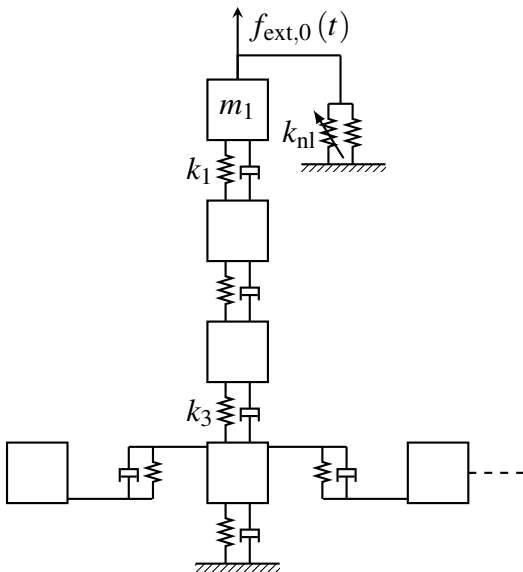 f_ext,0 (t)
m_1
k_nl
k_1
k_3